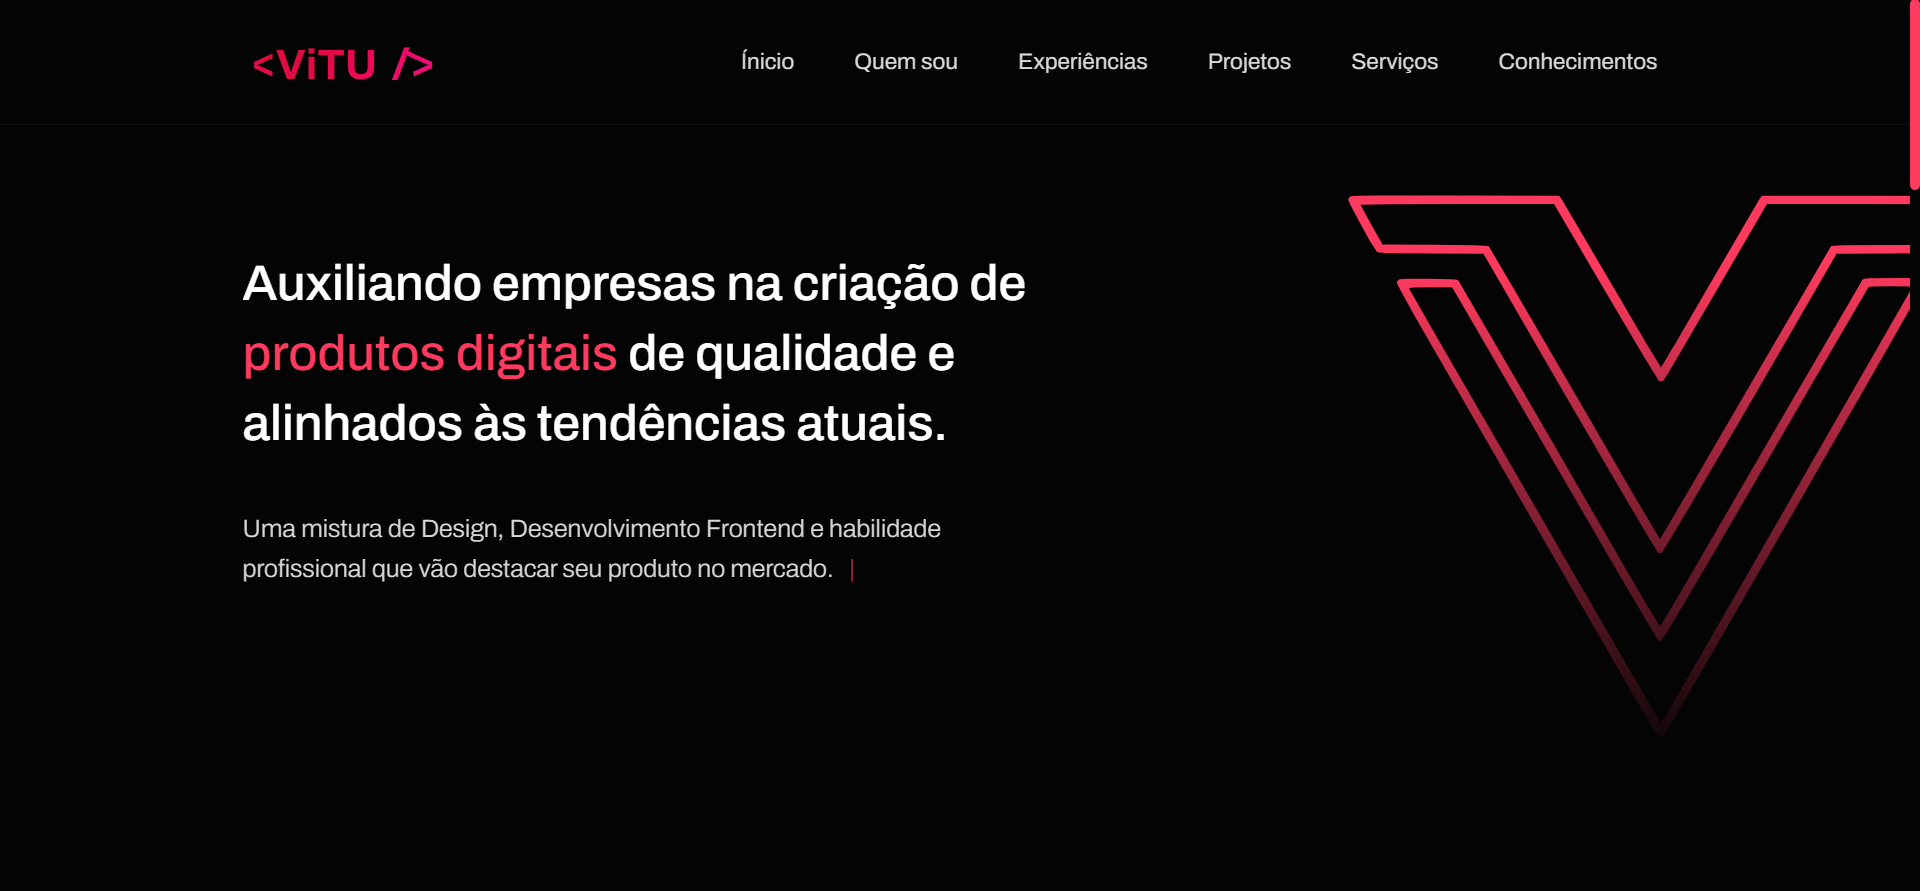 <ViTU />
Ínicio Quem sou Experiências Projetos Serviços Conhecimentos
Auxiliando empresas na criação de
produtos digitais de qualidade e
alinhados às tendências atuais.
Uma mistura de Design, Desenvolvimento Frontend e habilidade
profissional que vão destacar seu produto no mercado. |